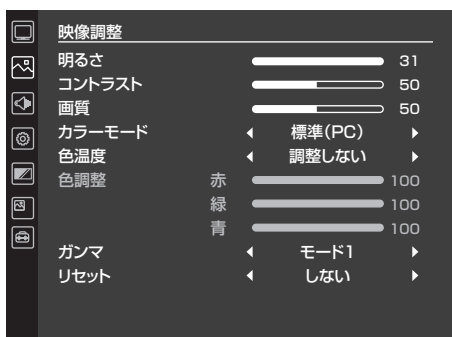 映像調整
明るさ 31
コントラスト 50
画質 50
カラーモード 標準(PC)
色温度 調整しない
色調整 赤 100
緑 100
青 100
ガンマ モード1
リセット しない